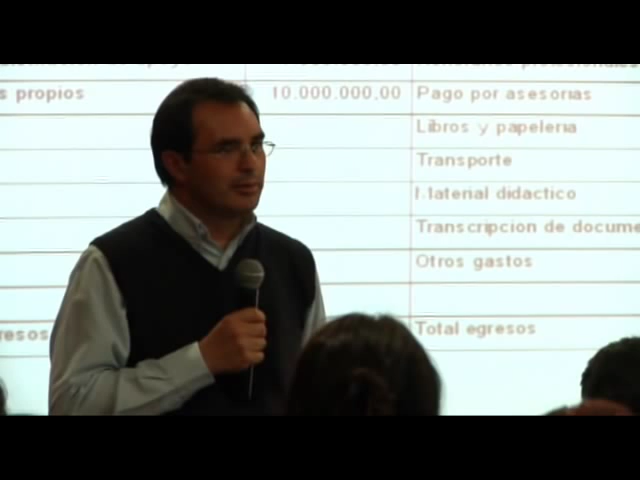 s propios 10.000.000,00 Pago por asesorias
Libros y papeleria
Transporte
Material didactico
Transcripcion de docume
Otros gastos
resos Total egresos